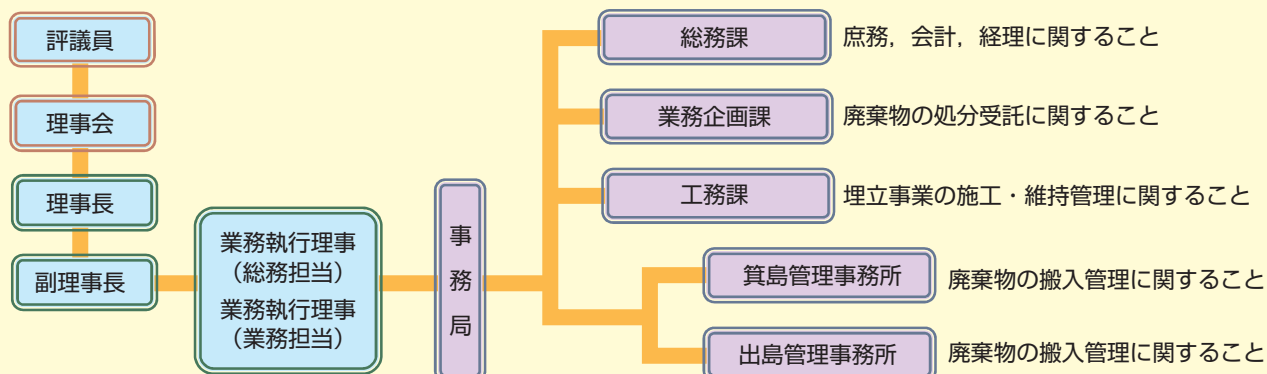 評議員
理事会
理事長
副理事長
業務執行理事
（総務担当）
業務執行理事
（業務担当）
事務局
総務課　庶務，会計，経理に関すること
業務企画課　廃棄物の処分受託に関すること
工務課　埋立事業の施工・維持管理に関すること
箕島管理事務所　廃棄物の搬入管理に関すること
出島管理事務所　廃棄物の搬入管理に関すること